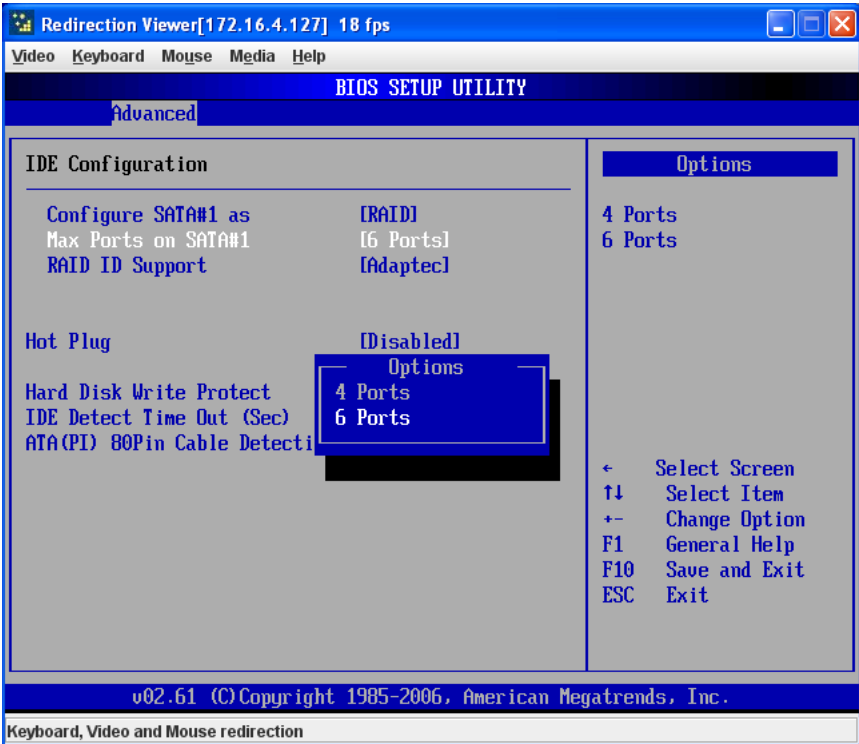 Redirection Viewer[172.16.4.127] 18 fps
Video Keyboard Mouse Media Help
BIOS SETUP UTILITY
Advanced
IDE Configuration
Configure SATA#1 as [RAID]
Max Ports on SATA#1 [6 Ports]
RAID ID Support [Adaptec]
Hot Plug [Disabled]
Hard Disk Write Protect
IDE Detect Time Out (Sec)
ATA(PI) 80Pin Cable Detecti
Options
4 Ports
6 Ports
Options
4 Ports
6 Ports
← Select Screen
↑↓ Select Item
+- Change Option
F1 General Help
F10 Save and Exit
ESC Exit
v02.61 (C)Copyright 1985-2006, American Megatrends, Inc.
Keyboard, Video and Mouse redirection